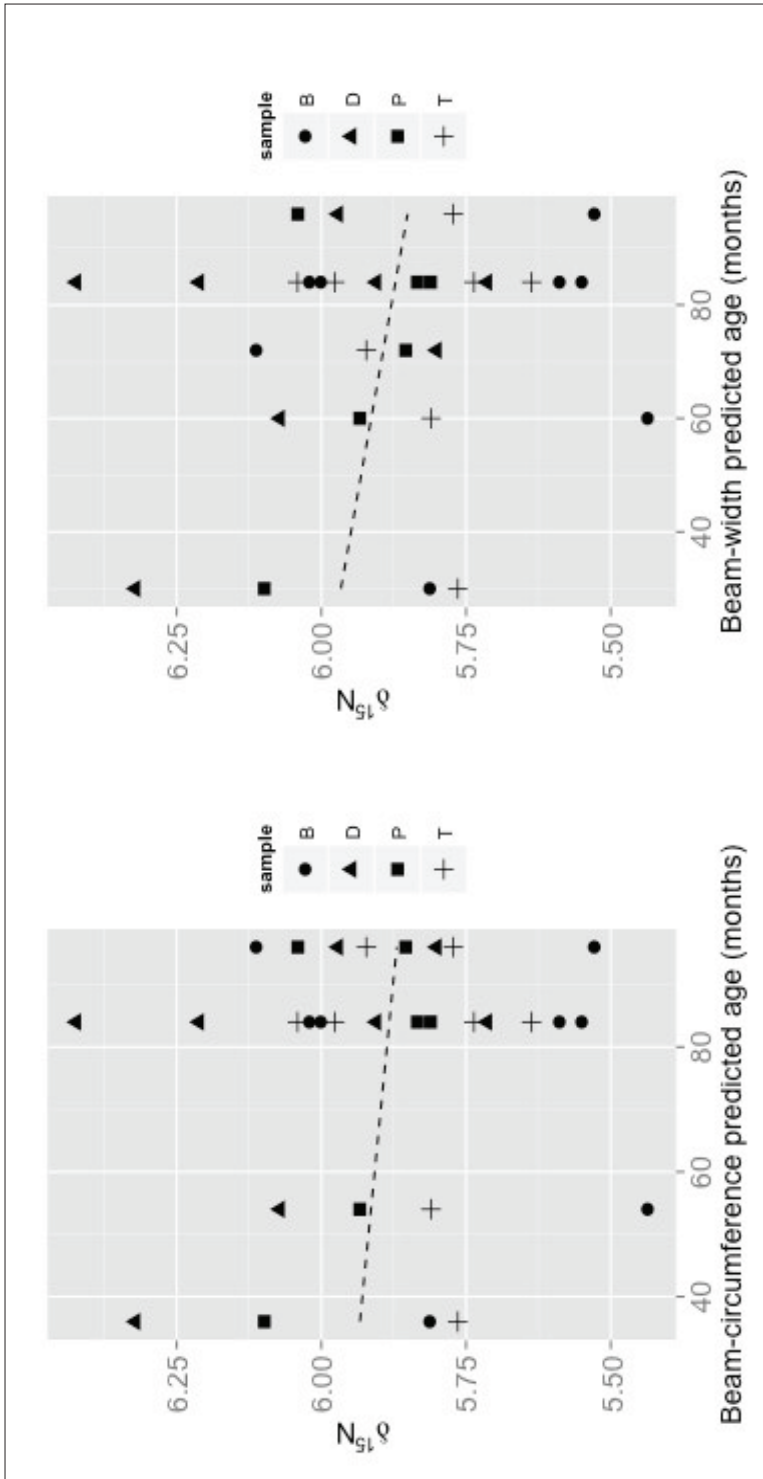 δ¹⁵N
6.25
6.00
5.75
5.50
40
60
80
Beam-circumference predicted age (months)
sample
B
D
P
T
δ¹⁵N
6.25
6.00
5.75
5.50
40
60
80
Beam-width predicted age (months)
sample
B
D
P
T